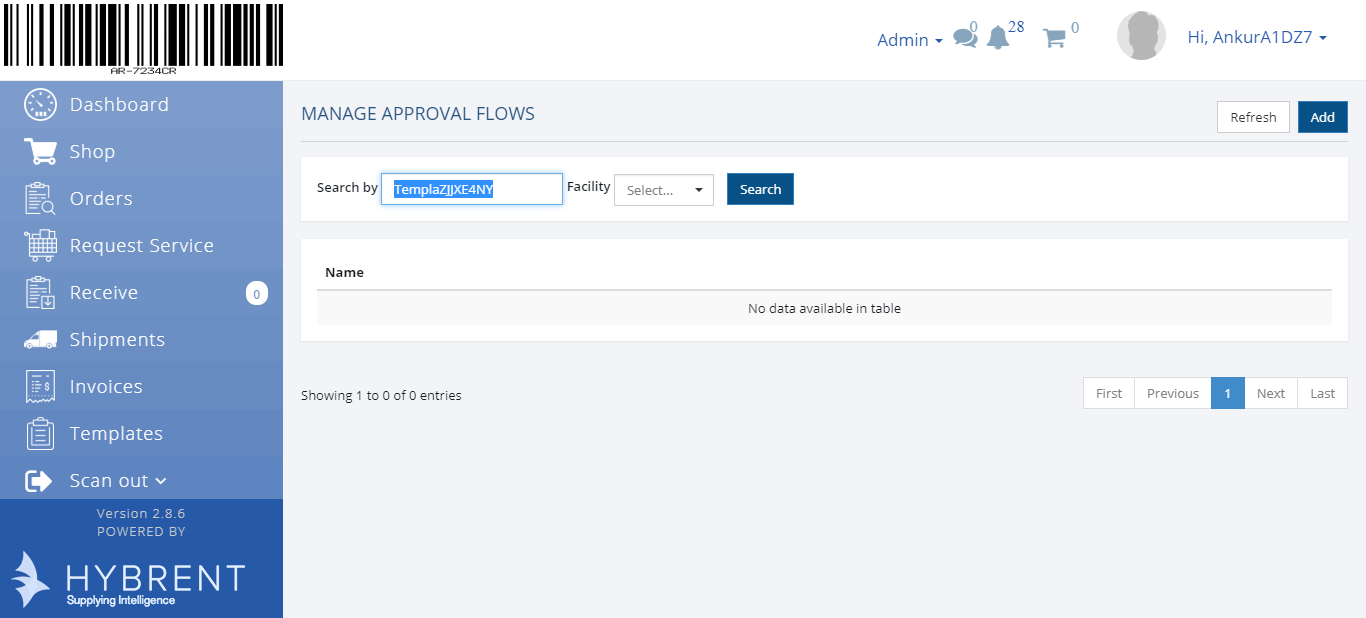 AR-7234CR
Admin 0 28 0 Hi, AnkurA1DZ7
Dashboard
Shop
Orders
Request Service
Receive 0
Shipments
Invoices
Templates
Scan out
Version 2.8.6
POWERED BY
HYBRENT
Supplying Intelligence
MANAGE APPROVAL FLOWS
Refresh Add
Search by TemplaZJJXE4NY Facility Select... Search
Name
No data available in table
Showing 1 to 0 of 0 entries
First Previous 1 Next Last